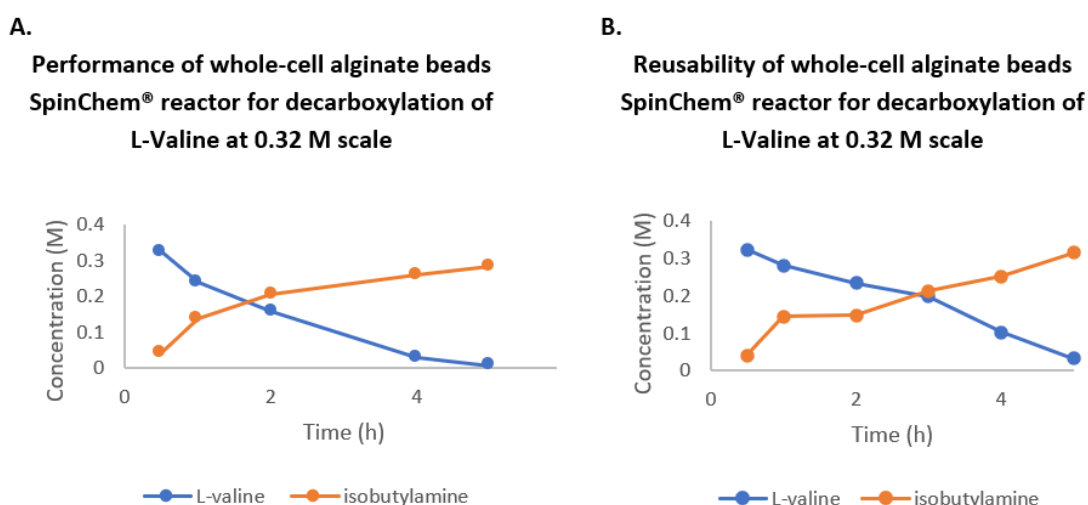 A.
Performance of whole-cell alginate beads
SpinChem® reactor for decarboxylation of
L-Valine at 0.32 M scale
Concentration (M)
0.4
0.3
0.2
0.1
0
0
2
4
Time (h)
L-valine
isobutylamine
B.
Reusability of whole-cell alginate beads
SpinChem® reactor for decarboxylation of
L-Valine at 0.32 M scale
Concentration (M)
0.4
0.3
0.2
0.1
0
0
2
4
Time (h)
L-valine
isobutylamine